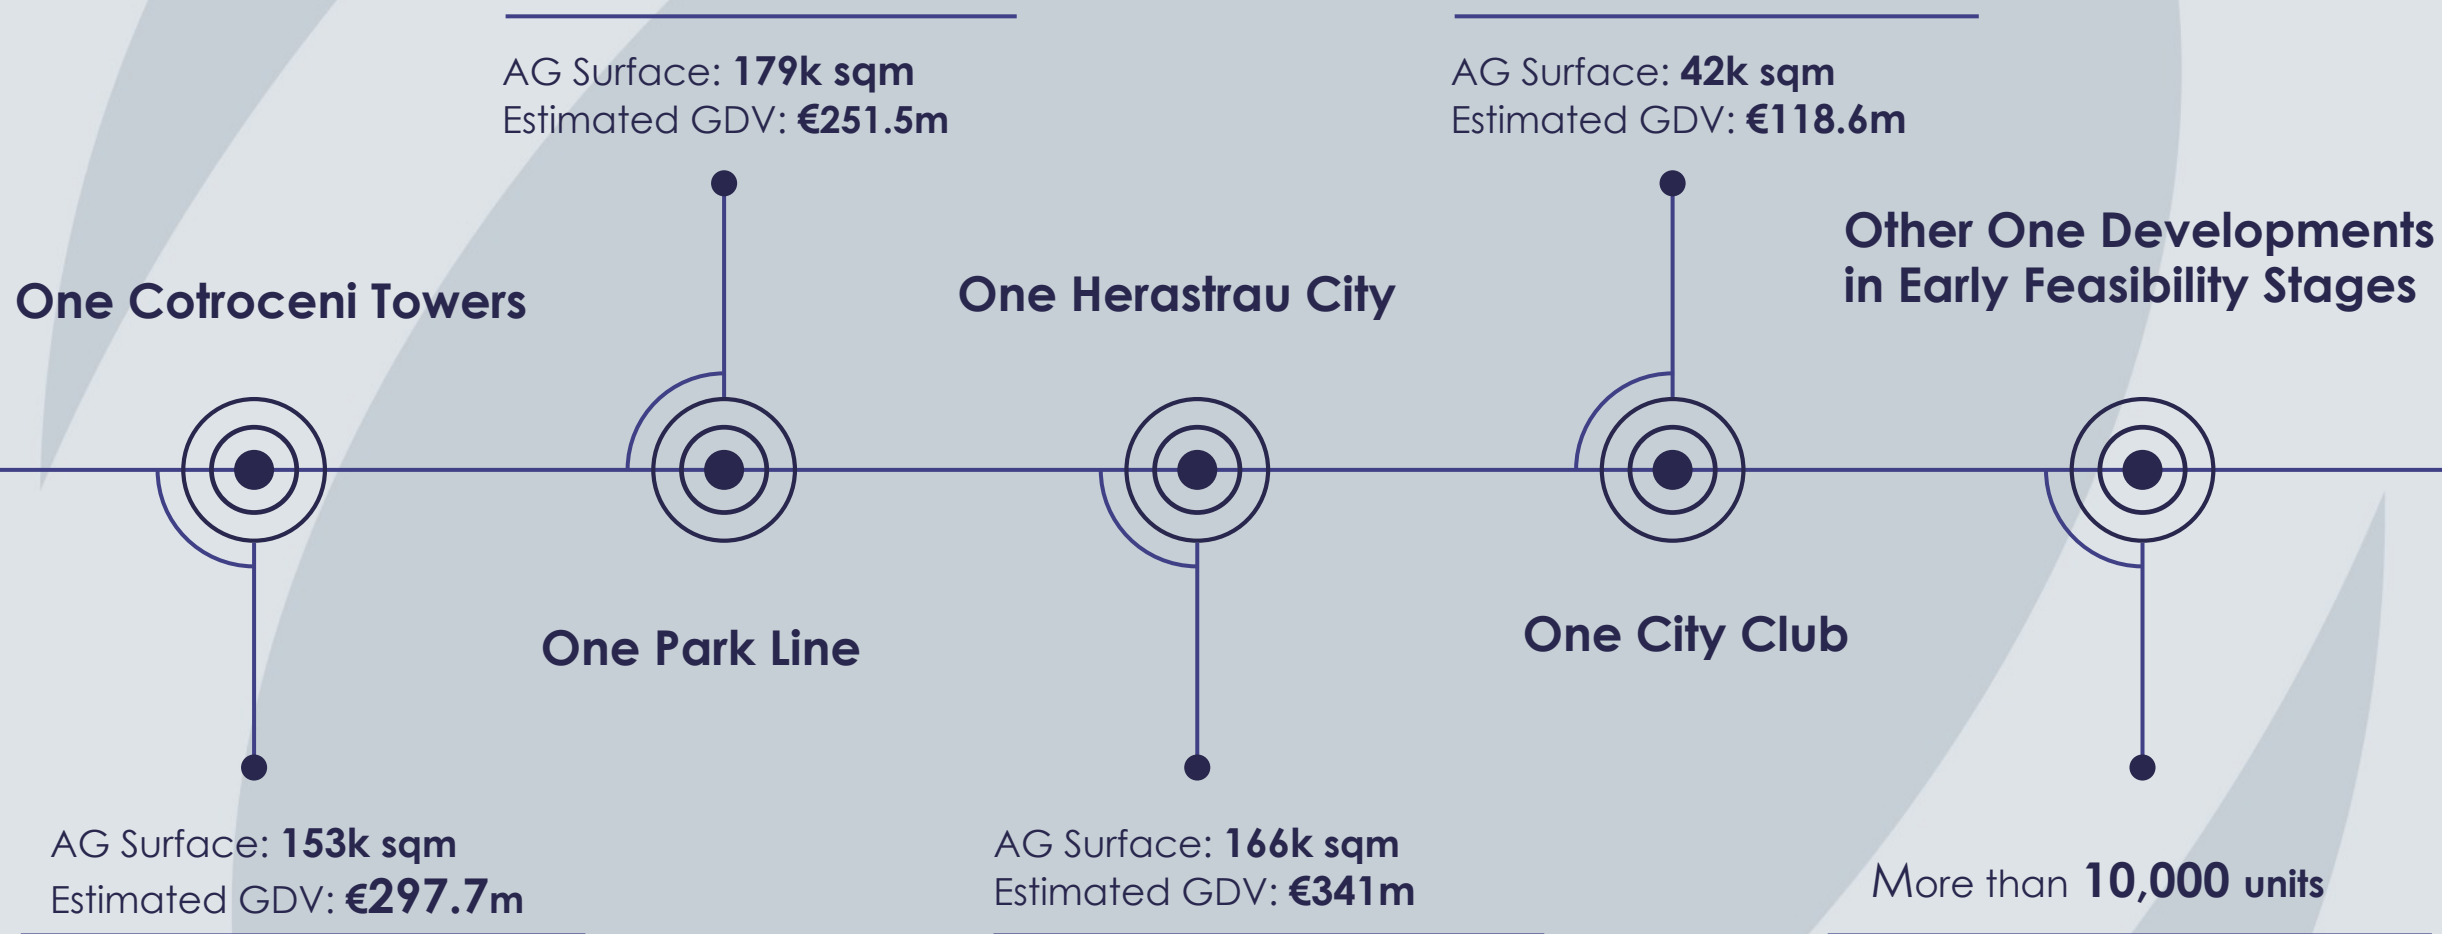 AG Surface: 179k sqm
Estimated GDV: €251.5m
AG Surface: 42k sqm
Estimated GDV: €118.6m
One Cotroceni Towers
One Herastrau City
Other One Developments
in Early Feasibility Stages
One Park Line
One City Club
AG Surface: 153k sqm
Estimated GDV: €297.7m
AG Surface: 166k sqm
Estimated GDV: €341m
More than 10,000 units